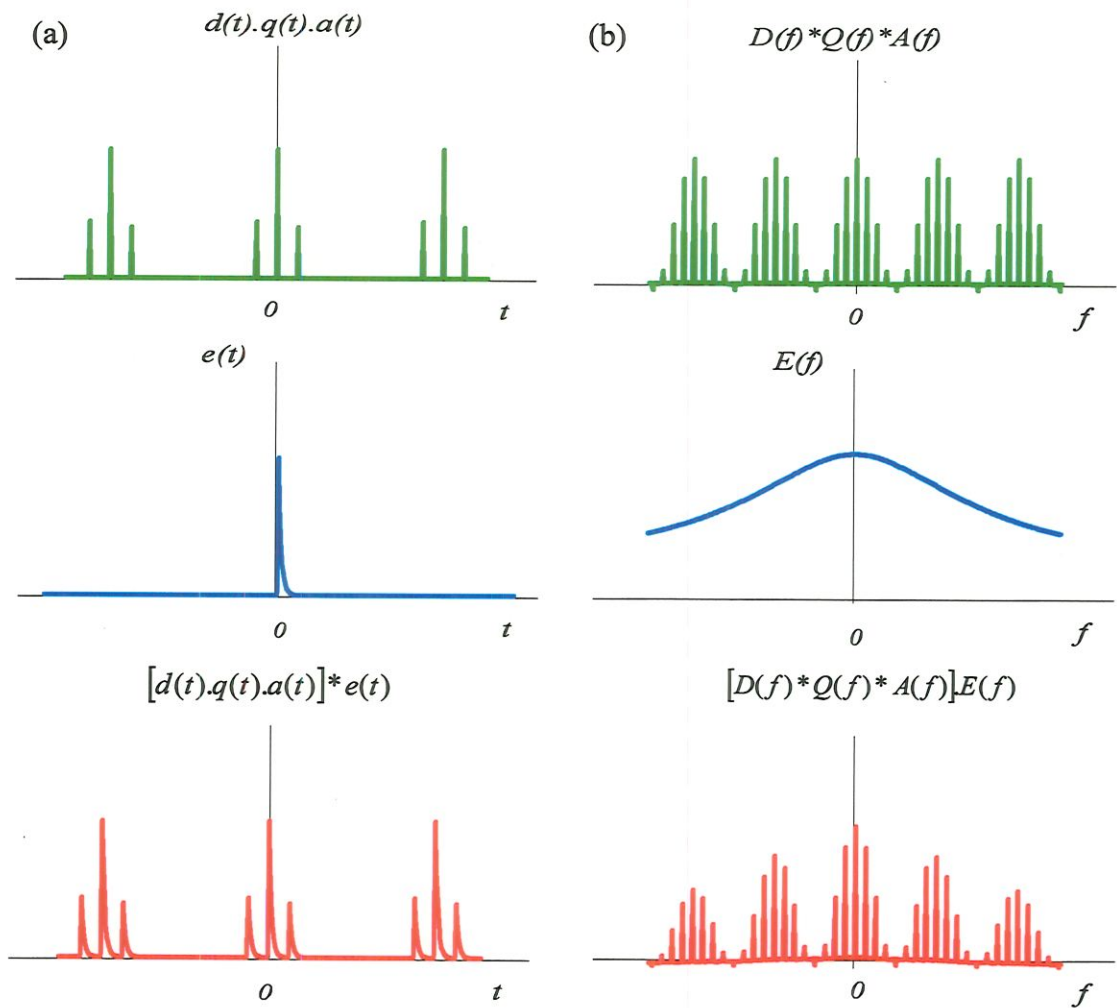 (a)
d(t).q(t).a(t)
0
t
e(t)
0
t
[d(t).q(t).a(t)]*e(t)
0
t
(b)
D(f)*Q(f)*A(f)
0
f
E(f)
0
f
[D(f)*Q(f)*A(f)].E(f)
0
f